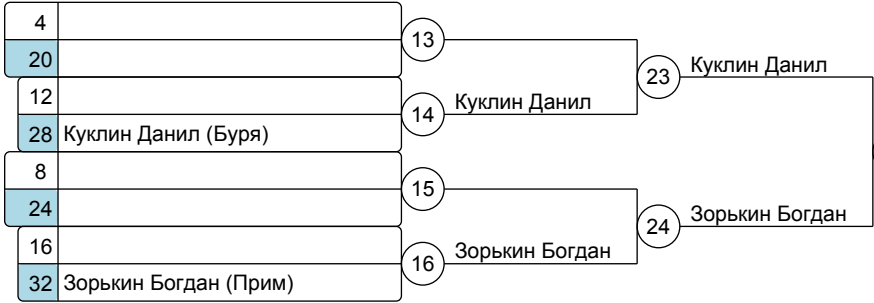 4
13
20
23 Куклин Данил
12
14 Куклин Данил
28 Куклин Данил (Буря)
8
15
24
24 Зорькин Богдан
16
16 Зорькин Богдан
32 Зорькин Богдан (Прим)